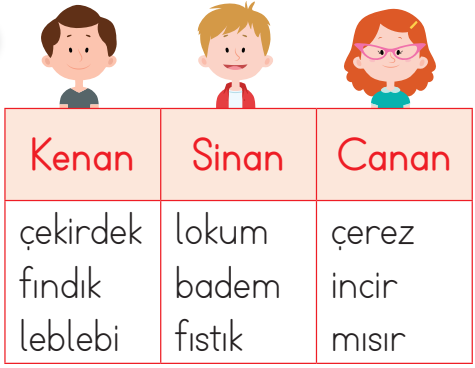 Kenan Sinan Canan
çekirdek lokum çerez
fındık badem incir
leblebi fıstık mısır